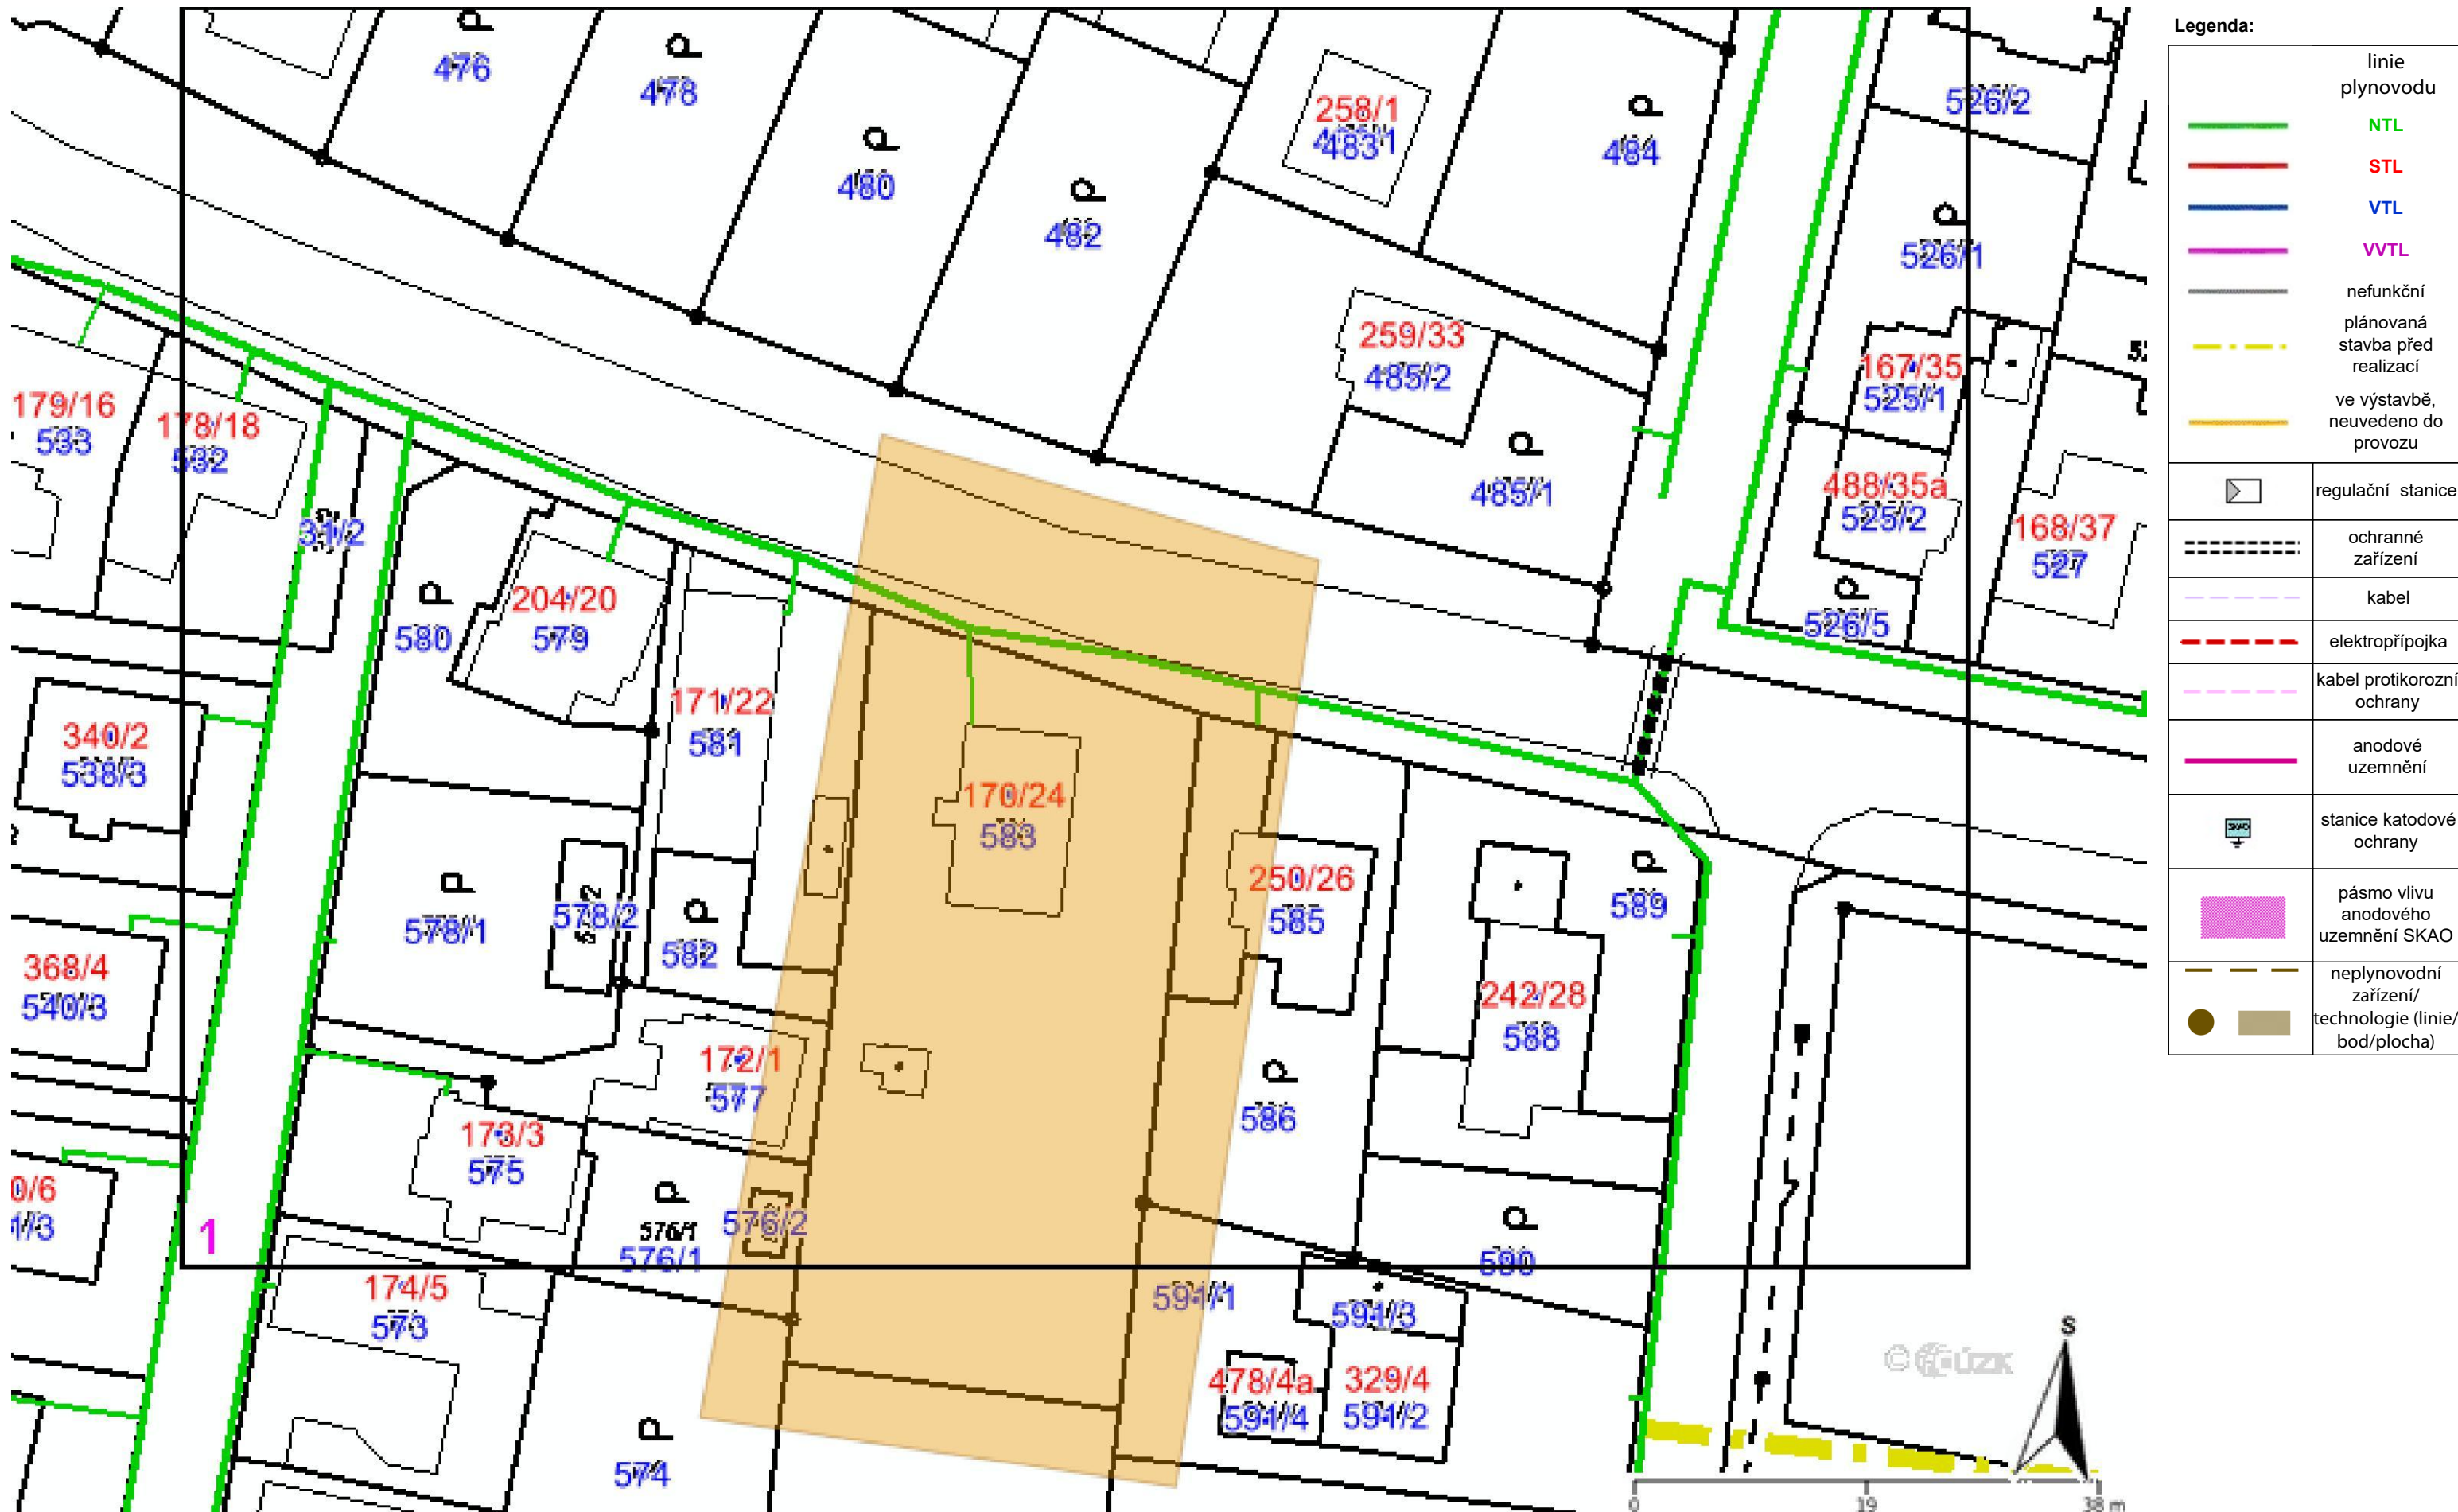 476
478
480
482
258/1
483/1
484
526/2
526/1
259/33
485/2
485/1
167/35
525/1
488/35a
525/2
526/5
168/37
527
179/16
533
178/18
532
31/2
580
204/20
579
171/22
581
340/2
538/3
170/24
583
250/26
585
589
578/1
578/2
582
368/4
540/3
242/28
588
172/1
577
586
173/3
575
0/6
1/3
1
576/1
576/1
576/2
590
174/5
573
591/1
591/3
478/4a
591/4
329/4
591/2
574
S
0
19
38 m
Legenda:
linie
plynovodu
NTL
STL
VTL
VVTL
nefunkční
plánovaná
stavba před
realizací
ve výstavbě,
neuvedeno do
provozu
regulační stanice
ochranné
zařízení
kabel
elektropřípojka
kabel protikorozní
ochrany
anodové
uzemnění
SKAO
stanice katodové
ochrany
pásmo vlivu
anodového
uzemnění SKAO
neplynovodní
zařízení/
technologie (linie/
bod/plocha)